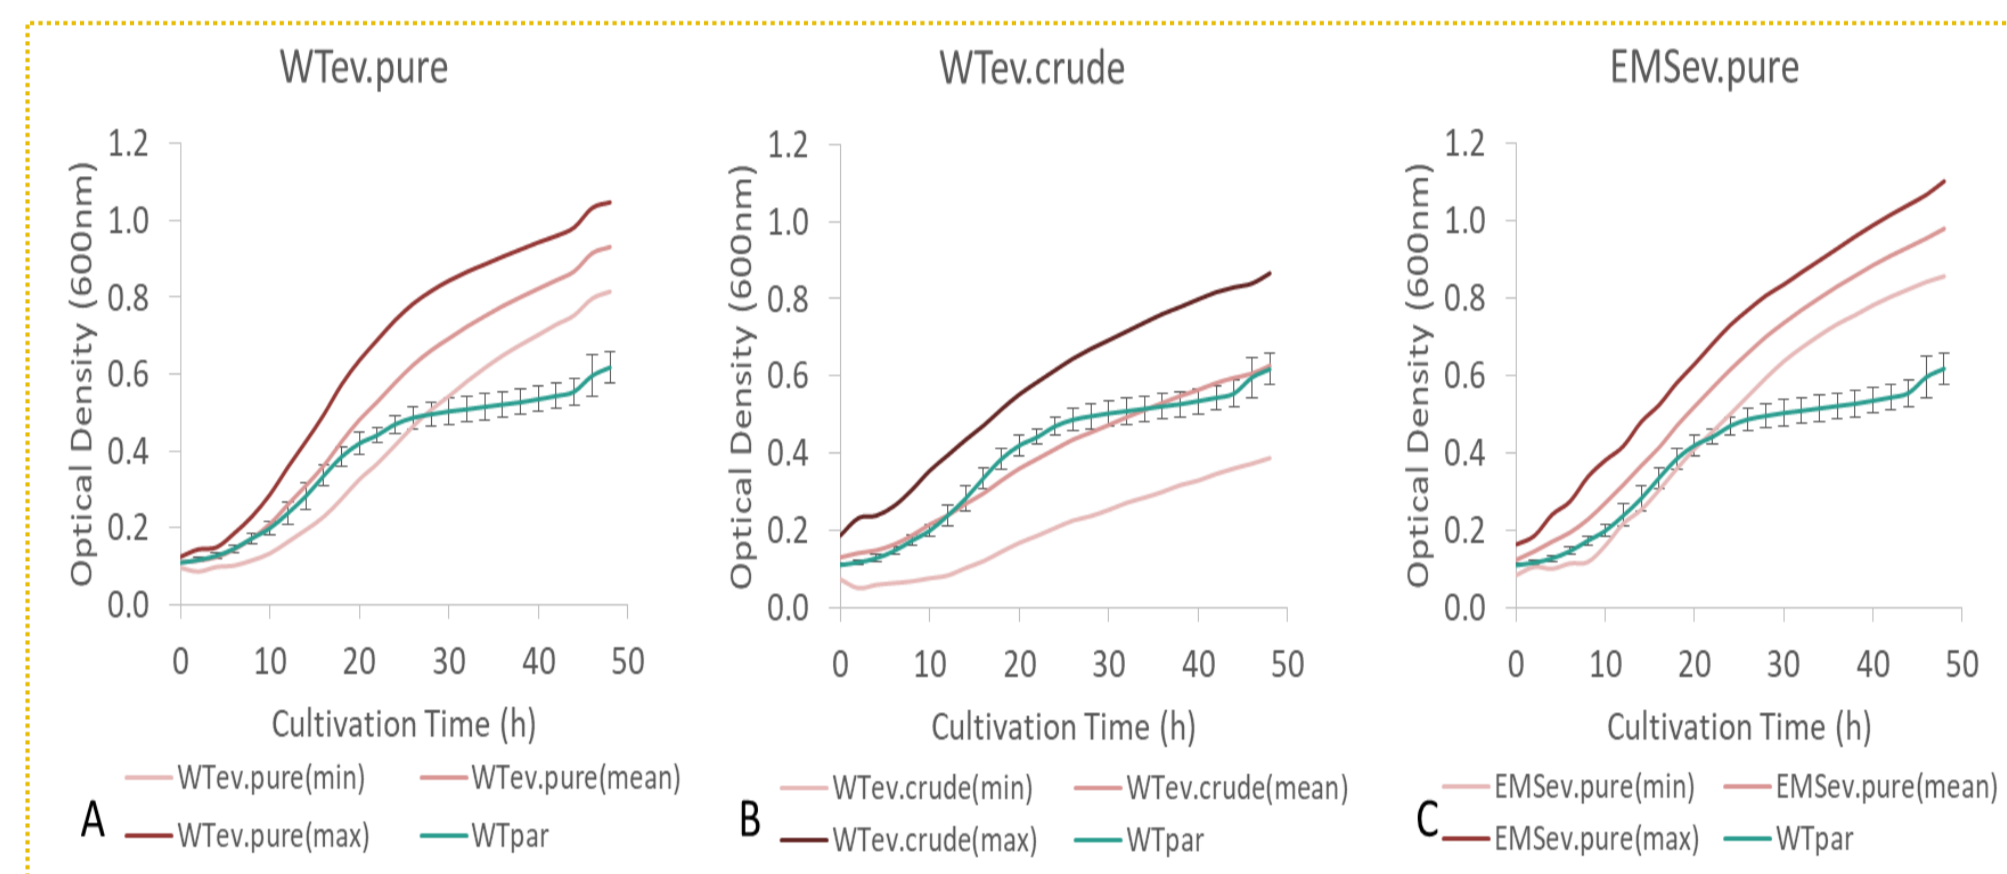 WTev.pure
1.2
1.0
0.8
0.6
0.4
0.2
0.0
Optical Density (600nm)
0 10 20 30 40 50
Cultivation Time (h)
WTev.pure(min) WTev.pure(mean)
WTev.pure(max) WTpar
A
WTev.crude
1.2
1.0
0.8
0.6
0.4
0.2
0.0
Optical Density (600nm)
0 10 20 30 40 50
Cultivation Time (h)
WTev.crude(min) WTev.crude(mean)
WTev.crude(max) WTpar
B
EMSev.pure
1.2
1.0
0.8
0.6
0.4
0.2
0.0
Optical Density (600nm)
0 10 20 30 40 50
Cultivation Time (h)
EMSev.pure(min) EMSev.pure(mean)
EMSev.pure(max) WTpar
C